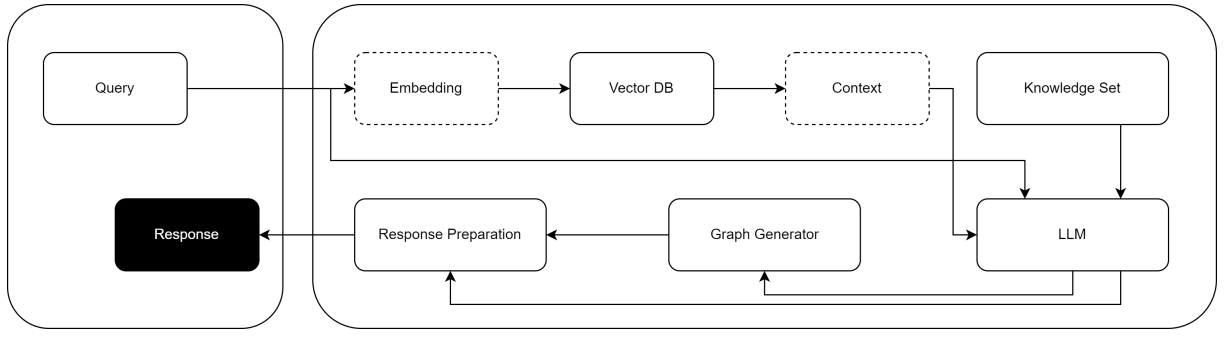 Query
Embedding
Vector DB
Context
Knowledge Set
Response
Response Preparation
Graph Generator
LLM